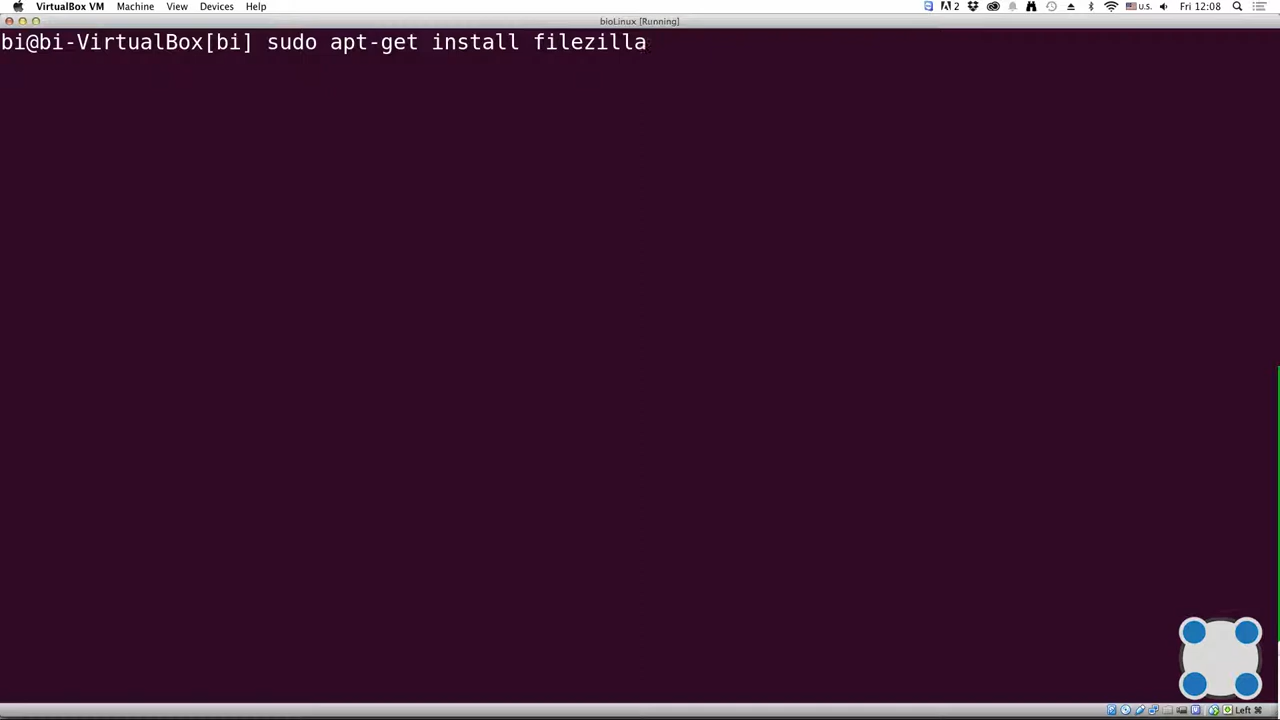 VirtualBox VM Machine View Devices Help 2 U.S. Fri 12:08
bioLinux [Running]
bi@bi-VirtualBox[bi] sudo apt-get install filezilla
Left ⌘